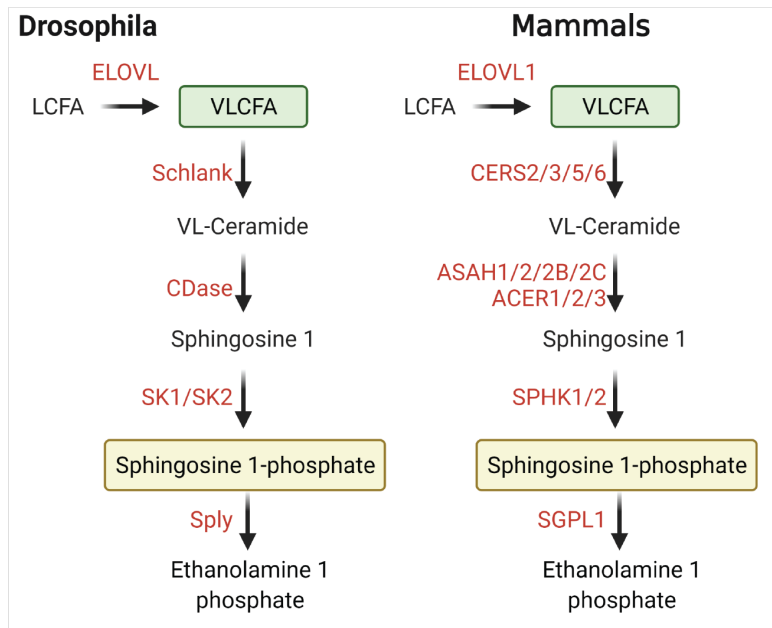 Drosophila
ELOVL
LCFA
VLCFA
Schlank
VL-Ceramide
CDase
Sphingosine 1
SK1/SK2
Sphingosine 1-phosphate
Sply
Ethanolamine 1
phosphate
Mammals
ELOVL1
LCFA
VLCFA
CERS2/3/5/6
VL-Ceramide
ASAH1/2/2B/2C
ACER1/2/3
Sphingosine 1
SPHK1/2
Sphingosine 1-phosphate
SGPL1
Ethanolamine 1
phosphate